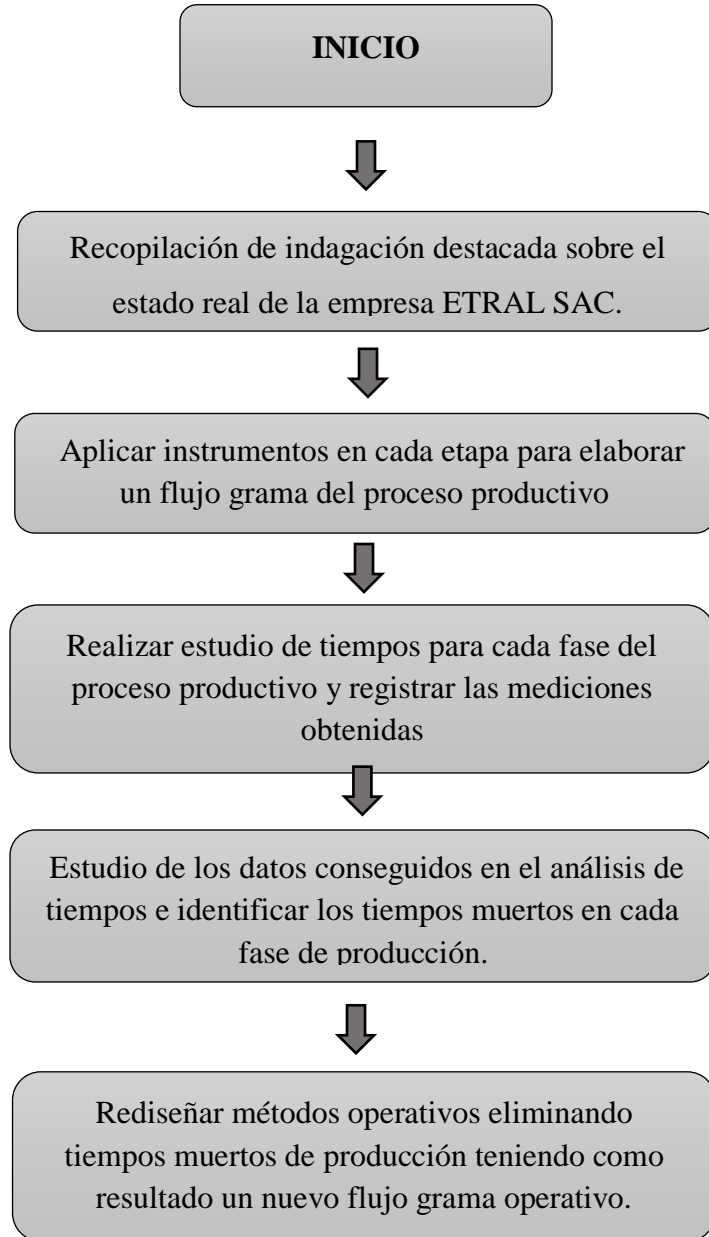 INICIO
Recopilación de indagación destacada sobre el
estado real de la empresa ETRAL SAC.
Aplicar instrumentos en cada etapa para elaborar
un flujo grama del proceso productivo
Realizar estudio de tiempos para cada fase del
proceso productivo y registrar las mediciones
obtenidas
Estudio de los datos conseguidos en el análisis de
tiempos e identificar los tiempos muertos en cada
fase de producción.
Rediseñar métodos operativos eliminando
tiempos muertos de producción teniendo como
resultado un nuevo flujo grama operativo.